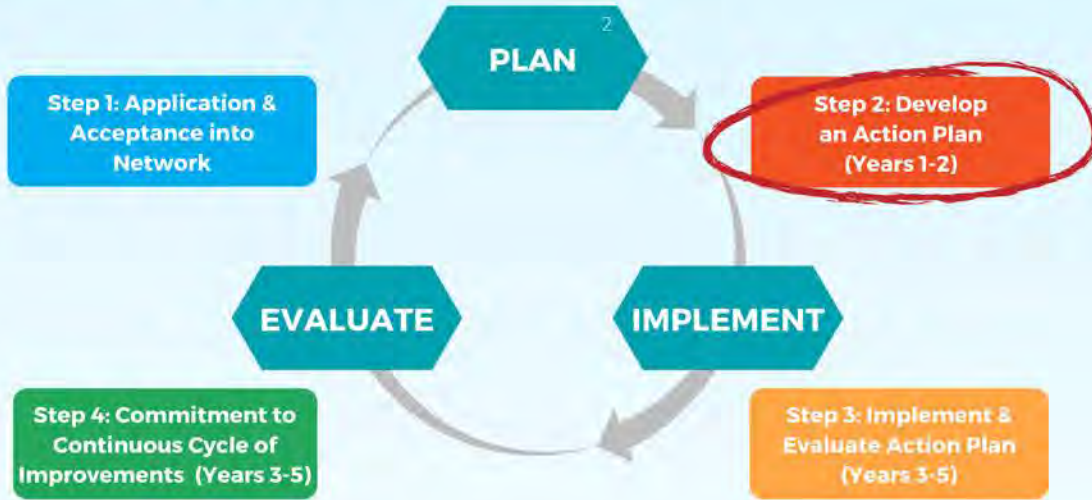 2
PLAN
Step 1: Application &
Acceptance into
Network
Step 2: Develop
an Action Plan
(Years 1-2)
EVALUATE
IMPLEMENT
Step 4: Commitment to
Continuous Cycle of
Improvements (Years 3-5)
Step 3: Implement &
Evaluate Action Plan
(Years 3-5)